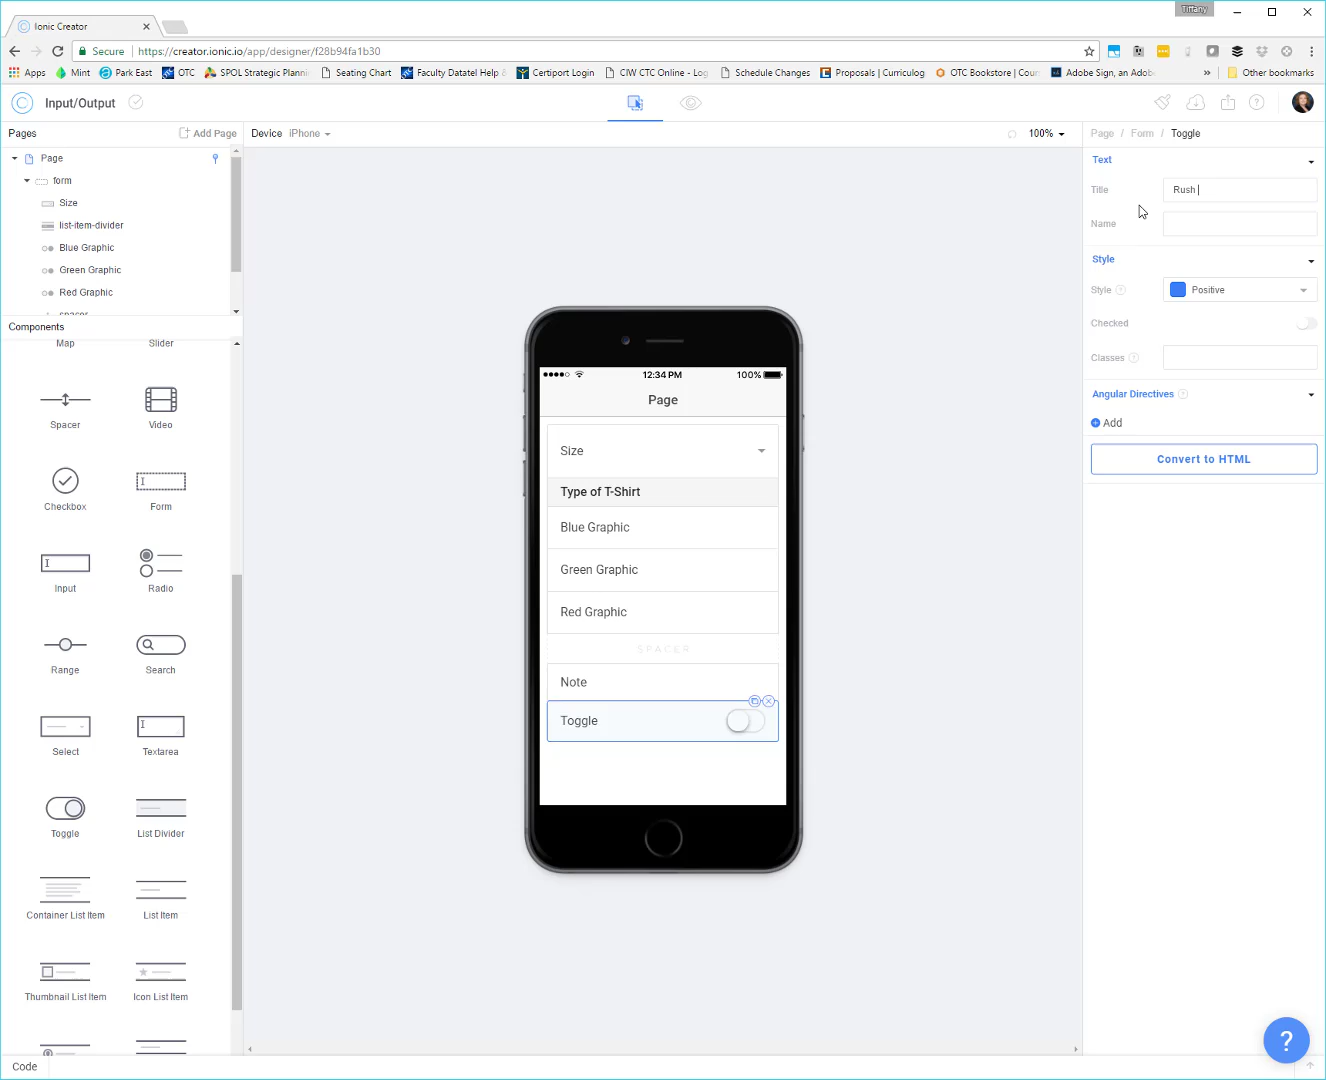 Tiffany
Ionic Creator
Secure
https://creator.ionic.io/app/designer/f28b94fa1b30
Apps
Mint
Park East
OTC
SPOL Strategic Plannin
Seating Chart
Faculty Datatel Help &
Certiport Login
CIW CTC Online - Log
Schedule Changes
Proposals | Curriculog
OTC Bookstore | Coun
Adobe Sign, an Adob
»
Other bookmarks
Input/Output
Pages
Add Page
Device
iPhone
100%
Page / Form / Toggle
Page
form
Size
list-item-divider
Blue Graphic
Green Graphic
Red Graphic
spacer
Components
Map
Slider
Spacer
Video
Checkbox
Form
Input
Radio
Range
Search
Select
Textarea
Toggle
List Divider
Container List Item
List Item
Thumbnail List Item
Icon List Item
Code
12:34 PM
100%
Page
Size
Type of T-Shirt
Blue Graphic
Green Graphic
Red Graphic
SPACER
Note
Toggle
Text
Title
Rush
Name
Style
Style
Positive
Checked
Classes
Angular Directives
Add
Convert to HTML
?